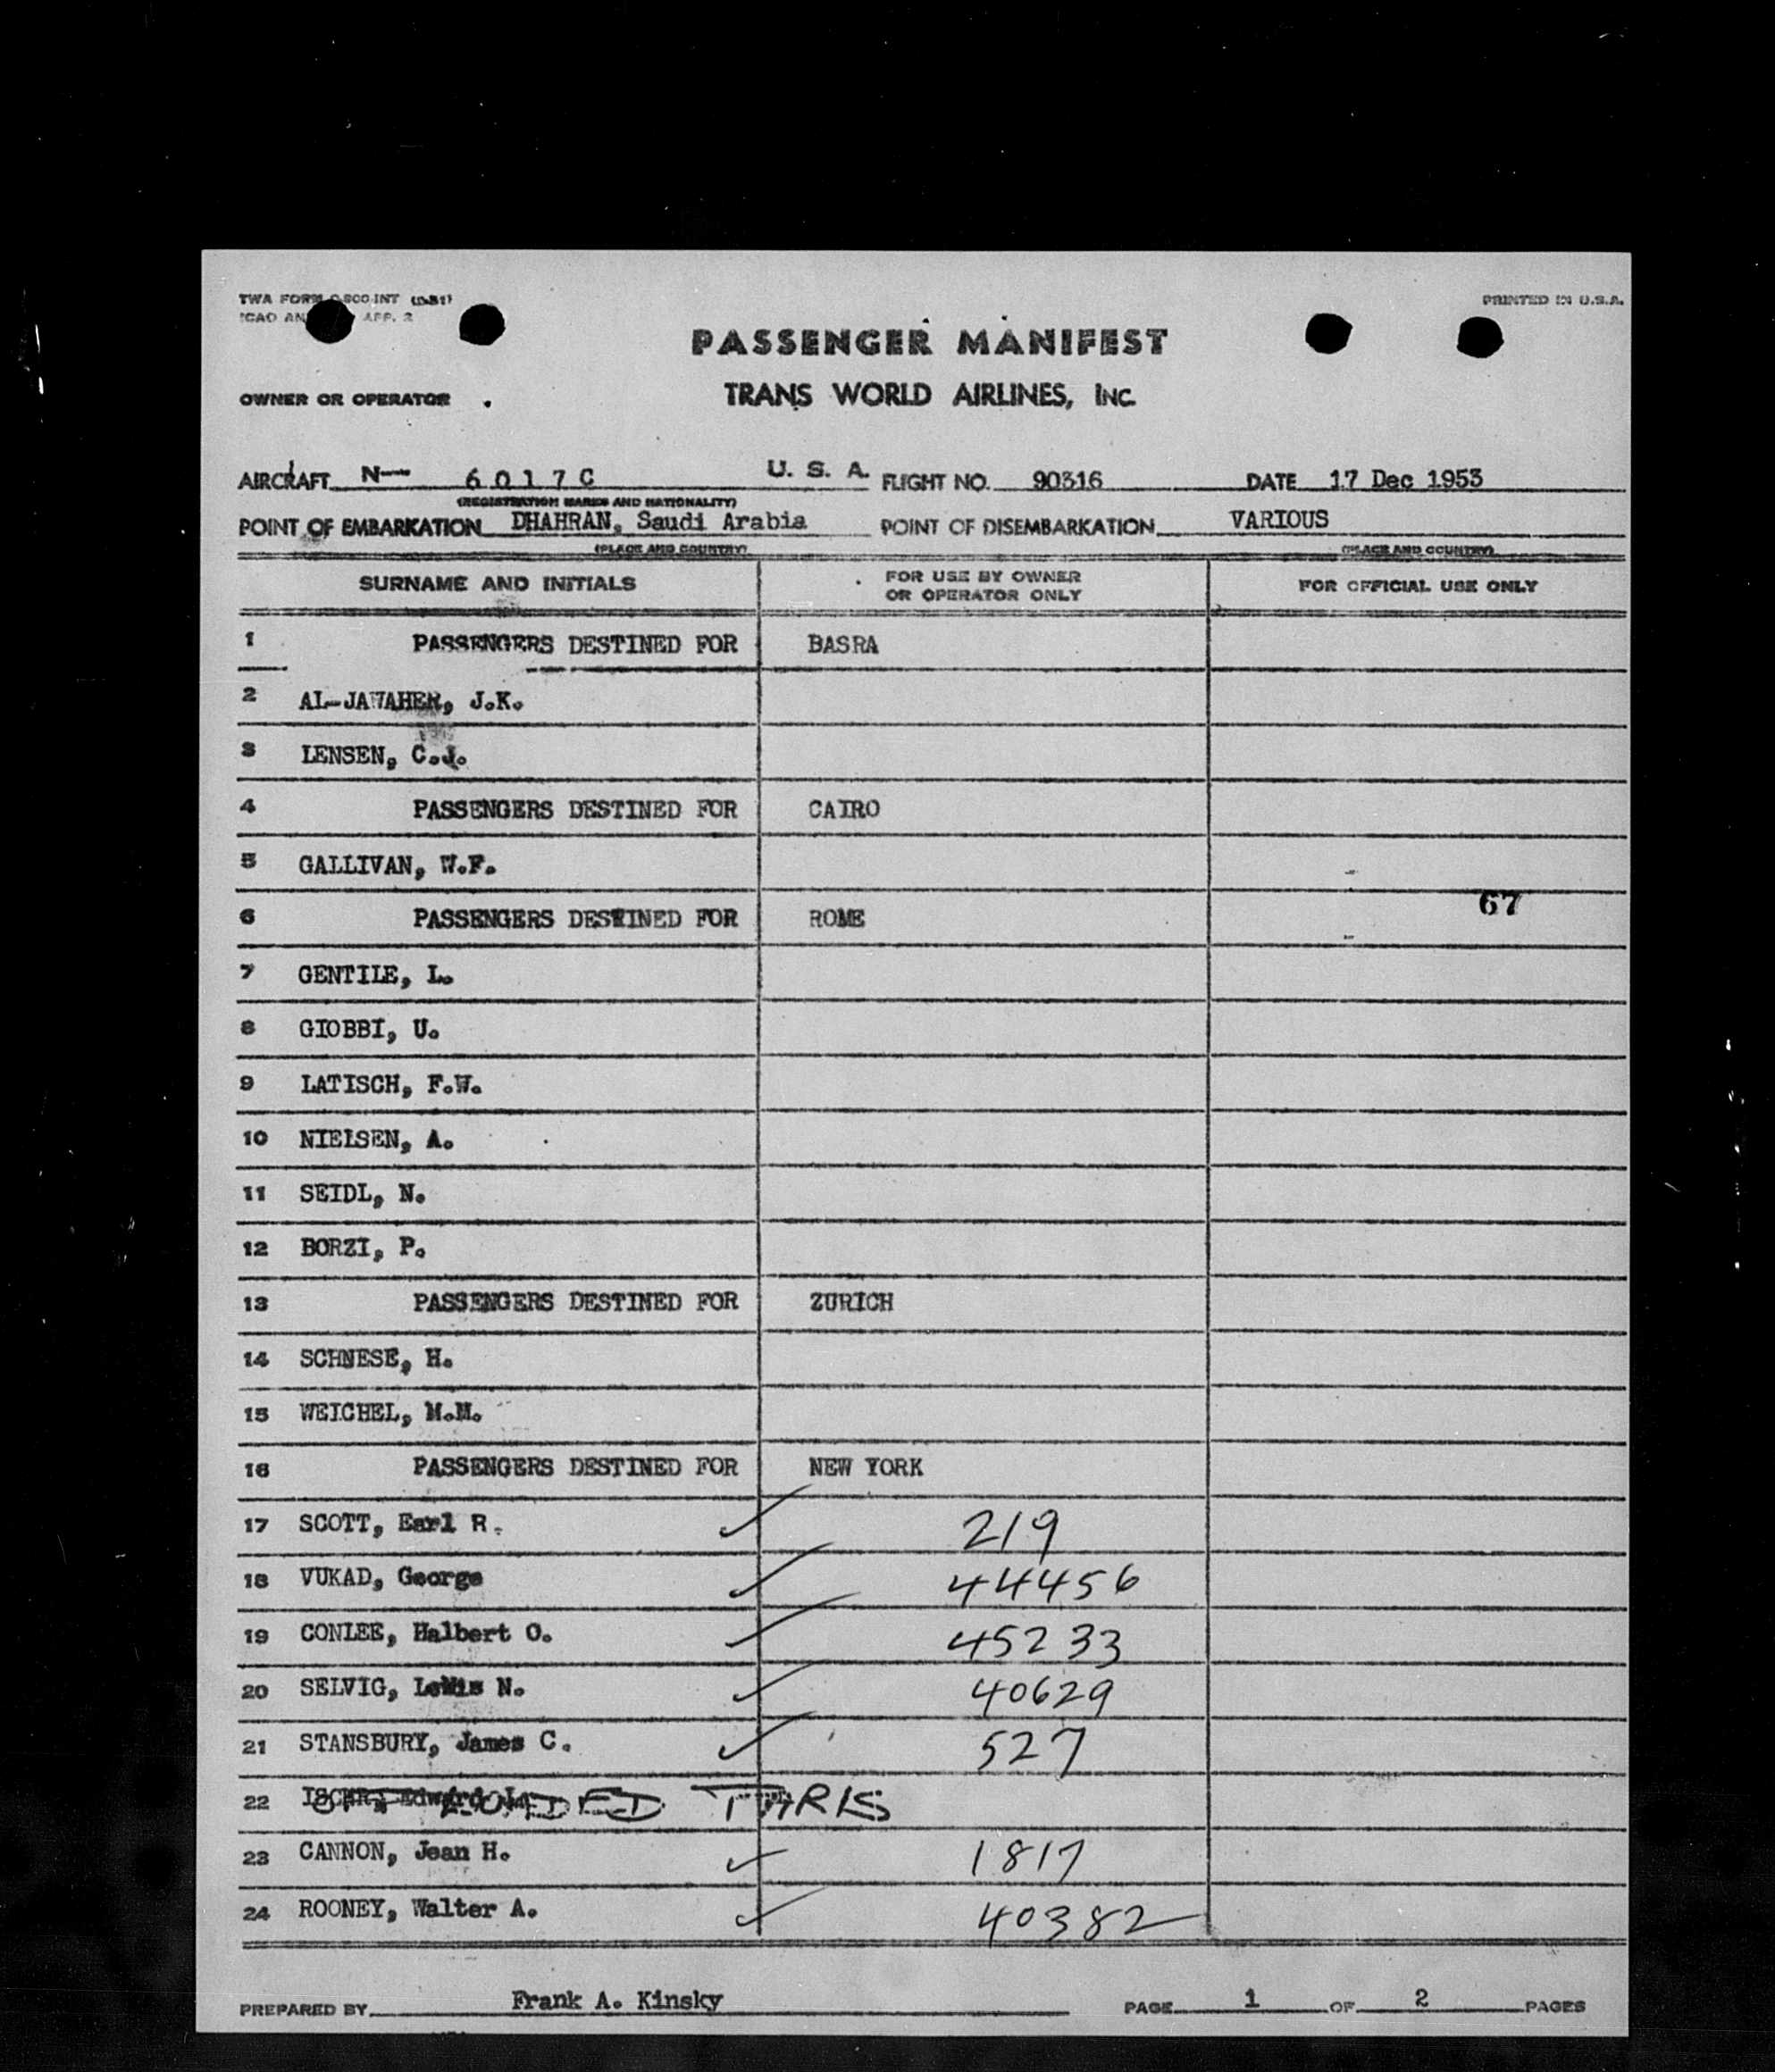 TWA FORM
PRINTED IN U.S.A.
APP. 2
PASSENGER MANIFEST
OWNER OR OPERATOR
TRANS WORLD AIRLINES, INC.
AIRCRAFT N— 6017C U. S. A. FLIGHT NO. 90316 DATE 17 Dec 1953
(REGISTRATION MARKS AND NATIONALITY)
POINT OF EMBARKATION DHAHRAN, Saudi Arabia POINT OF DISEMBARKATION VARIOUS
(PLACE AND COUNTRY) (PLACE AND COUNTRY)
SURNAME AND INITIALS FOR USE BY OWNER OR OPERATOR ONLY FOR OFFICIAL USE ONLY
1 PASSENGERS DESTINED FOR BASRA
2 AL-JAWAHER, J.K.
3 LENSEN, C.J.
4 PASSENGERS DESTINED FOR CAIRO
5 GALLIVAN, W.F.
67
6 PASSENGERS DESTINED FOR ROME
7 GENTILE, L.
8 GIOBBI, U.
9 LATISCH, F.W.
10 NIELSEN, A.
11 SEIDL, N.
12 BORZI, P.
13 PASSENGERS DESTINED FOR ZURICH
14 SCHNESE, H.
15 WEICHEL, M.M.
16 PASSENGERS DESTINED FOR NEW YORK
17 SCOTT, Earl R. 219
18 VUKAD, George 44456
19 CONLEE, Halbert O. 45233
20 SELVIG, Lewis N. 40629
21 STANSBURY, James C. 527
22 Edward
23 CANNON, Jean H. 1817
24 ROONEY, Walter A. 40382
PREPARED BY Frank A. Kinsky PAGE 1 OF 2 PAGES